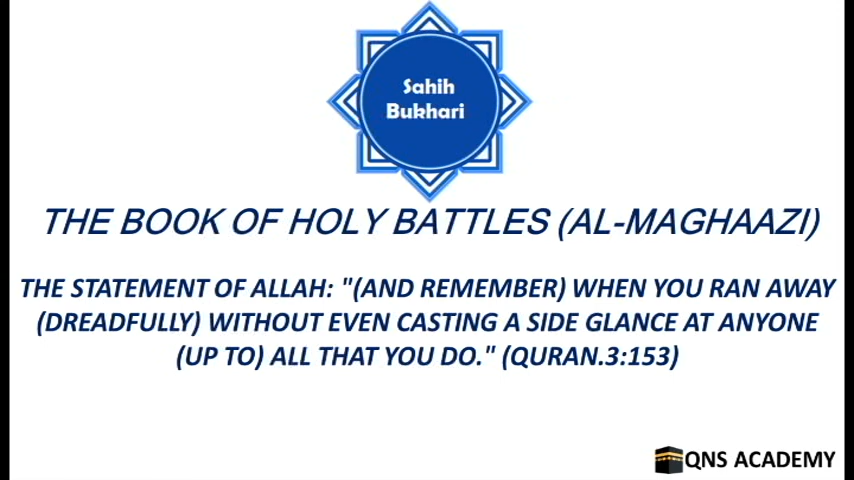 Sahih
Bukhari
THE BOOK OF HOLY BATTLES (AL-MAGHAAZI)
THE STATEMENT OF ALLAH: "(AND REMEMBER) WHEN YOU RAN AWAY
(DREADFULLY) WITHOUT EVEN CASTING A SIDE GLANCE AT ANYONE
(UP TO) ALL THAT YOU DO." (QURAN.3:153)
QNS ACADEMY